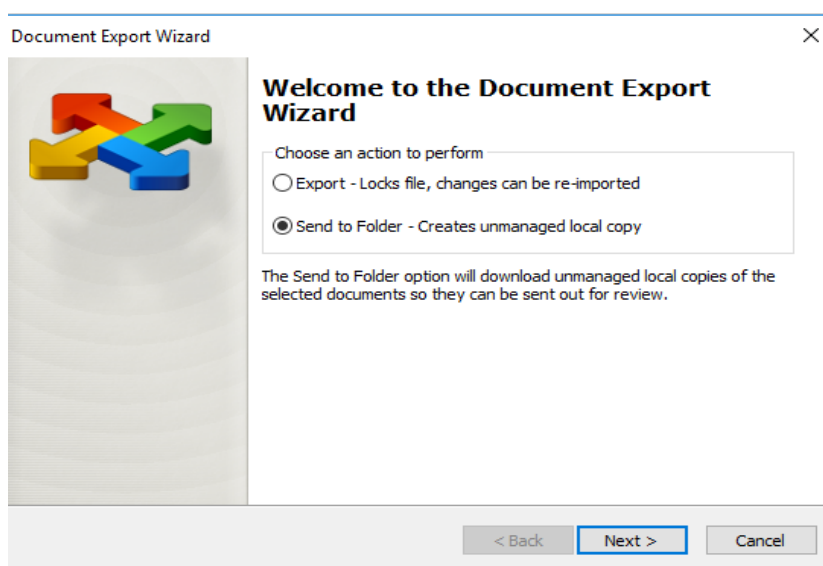 Document Export Wizard
Welcome to the Document Export
Wizard
Choose an action to perform
Export - Locks file, changes can be re-imported
Send to Folder - Creates unmanaged local copy
The Send to Folder option will download unmanaged local copies of the
selected documents so they can be sent out for review.
< Back Next > Cancel